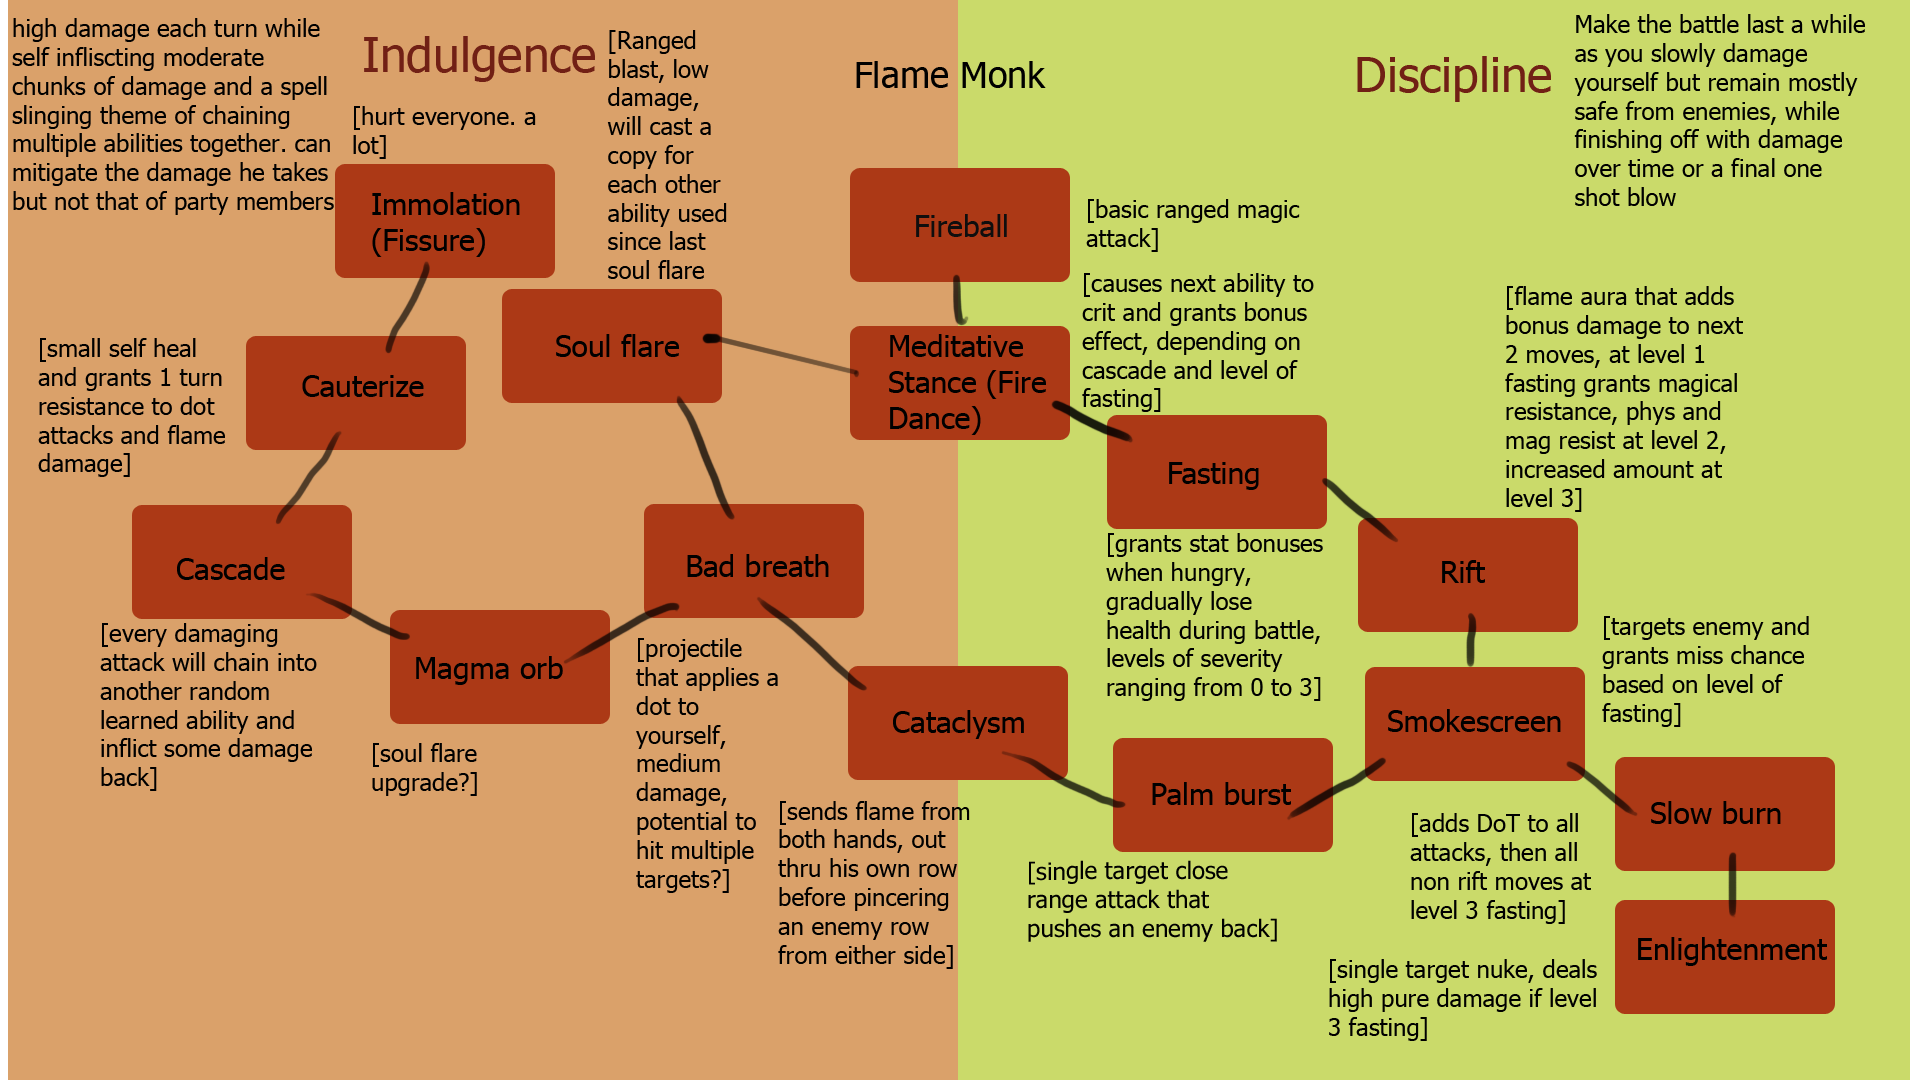 high damage each turn while
self infliscting moderate
chunks of damage and a spell
slinging theme of chaining
multiple abilities together. can
mitigate the damage he takes
but not that of party members
Indulgence
[hurt everyone. a
lot]
Immolation
(Fissure)
[Ranged
blast, low
damage,
will cast a
copy for
each other
ability used
since last
soul flare
Flame Monk
Discipline
Make the battle last a while
as you slowly damage
yourself but remain mostly
safe from enemies, while
finishing off with damage
over time or a final one
shot blow
Fireball
[basic ranged magic
attack]
Soul flare
Meditative
Stance (Fire
Dance)
[causes next ability to
crit and grants bonus
effect, depending on
cascade and level of
fasting]
[flame aura that adds
bonus damage to next
2 moves, at level 1
fasting grants magical
resistance, phys and
mag resist at level 2,
increased amount at
level 3]
[small self heal
and grants 1 turn
resistance to dot
attacks and flame
damage]
Cauterize
Fasting
[grants stat bonuses
when hungry,
gradually lose
health during battle,
levels of severity
ranging from 0 to 3]
Rift
Cascade
[every damaging
attack will chain into
another random
learned ability and
inflict some damage
back]
Magma orb
[soul flare
upgrade?]
Bad breath
[projectile
that applies a
dot to
yourself,
medium
damage,
potential to
hit multiple
targets?]
Cataclysm
[sends flame from
both hands, out
thru his own row
before pincering
an enemy row
from either side]
Palm burst
[single target close
range attack that
pushes an enemy back]
Smokescreen
[targets enemy and
grants miss chance
based on level of
fasting]
Slow burn
[adds DoT to all
attacks, then all
non rift moves at
level 3 fasting]
Enlightenment
[single target nuke, deals
high pure damage if level
3 fasting]